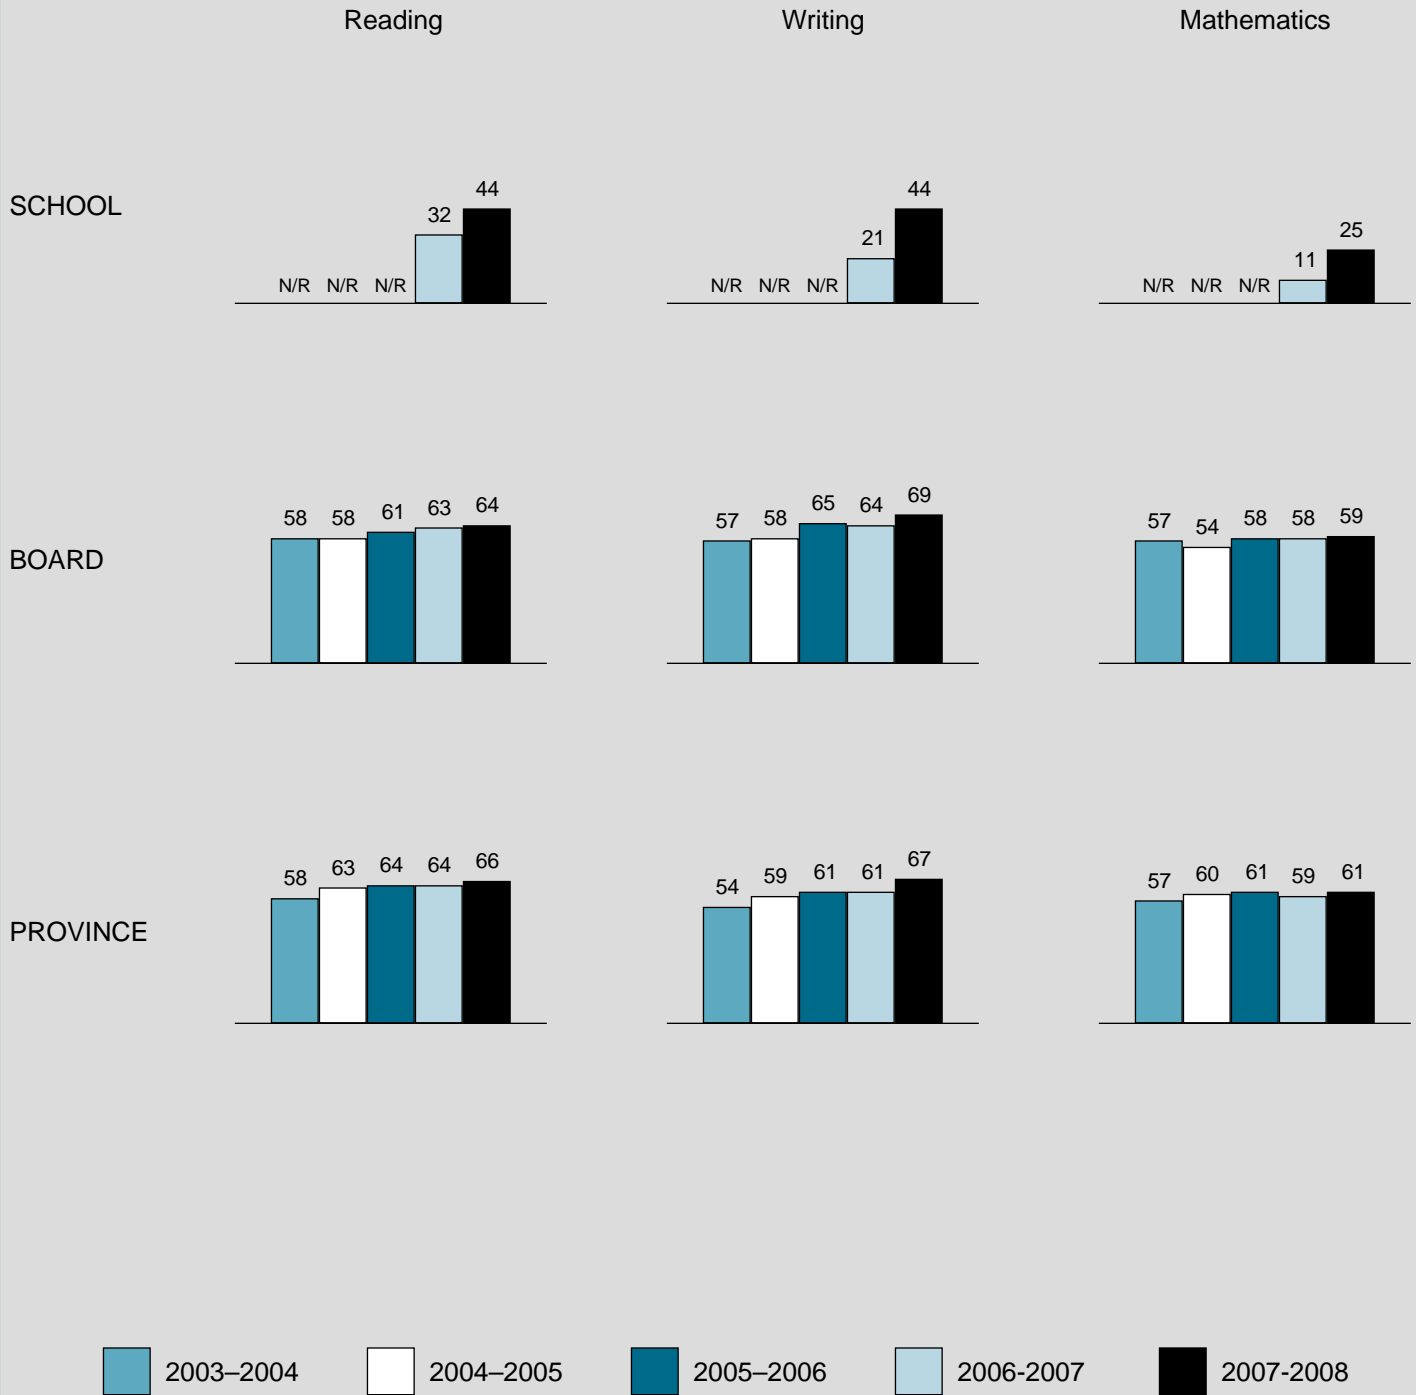 Reading Writing Mathematics
SCHOOL
N/R N/R N/R 32 44
N/R N/R N/R 21 44
N/R N/R N/R 11 25
BOARD
58 58 61 63 64
57 58 65 64 69
57 54 58 58 59
PROVINCE
58 63 64 64 66
54 59 61 61 67
57 60 61 59 61
2003–2004 2004–2005 2005–2006 2006-2007 2007-2008